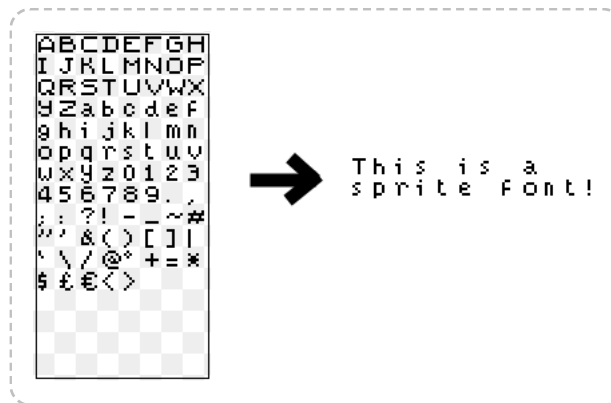 ABCDEFGH
IJKLMNOP
QRSTUVWX
YZabcdef
ghijklmn
opqrstuv
wxyz0123
456789.,
;:?!-_~#
"'&()[]|
`\/@°+=*
$£€<>
This is a
sprite font!